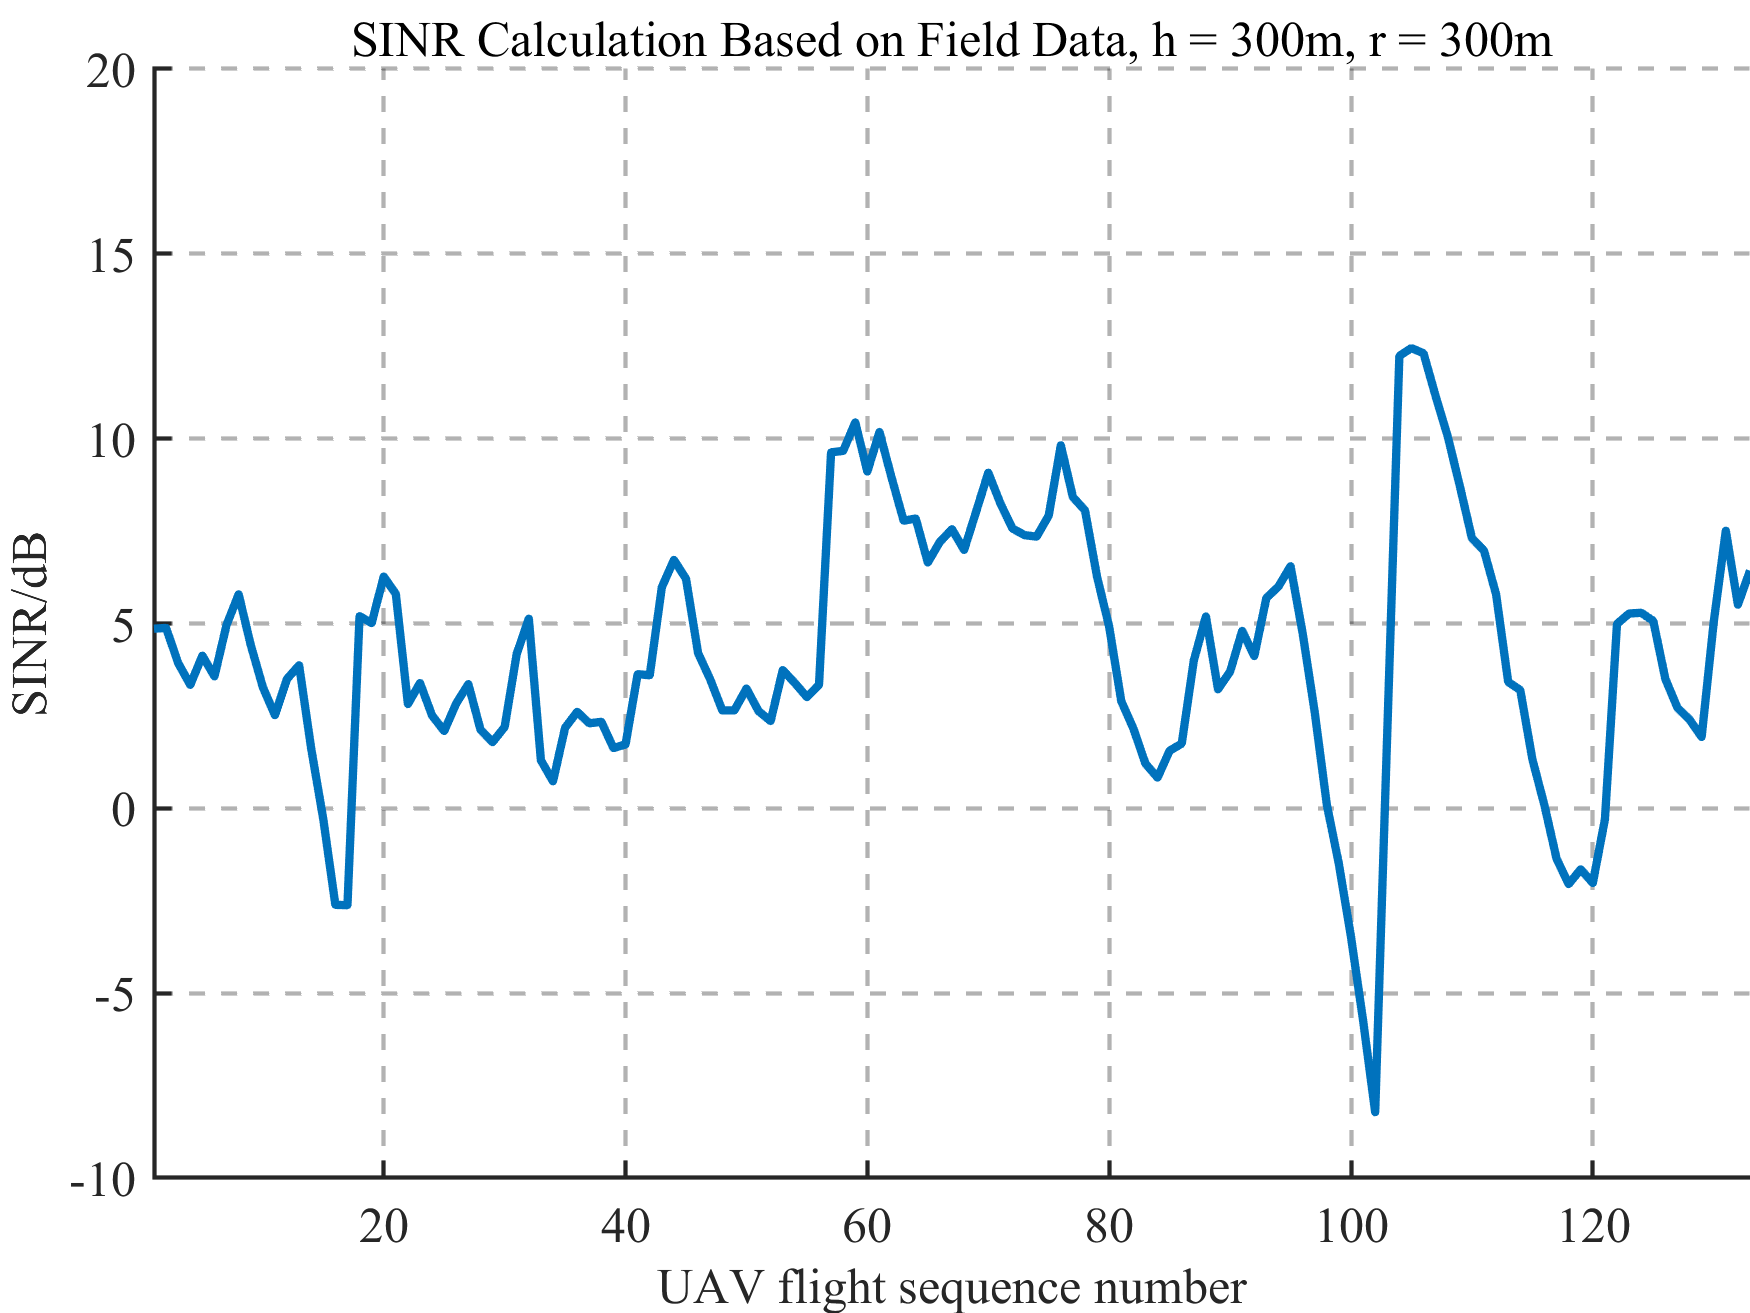 SINR Calculation Based on Field Data, h = 300m, r = 300m
20
15
10
5
0
-5
-10
SINR/dB
20 40 60 80 100 120
UAV flight sequence number